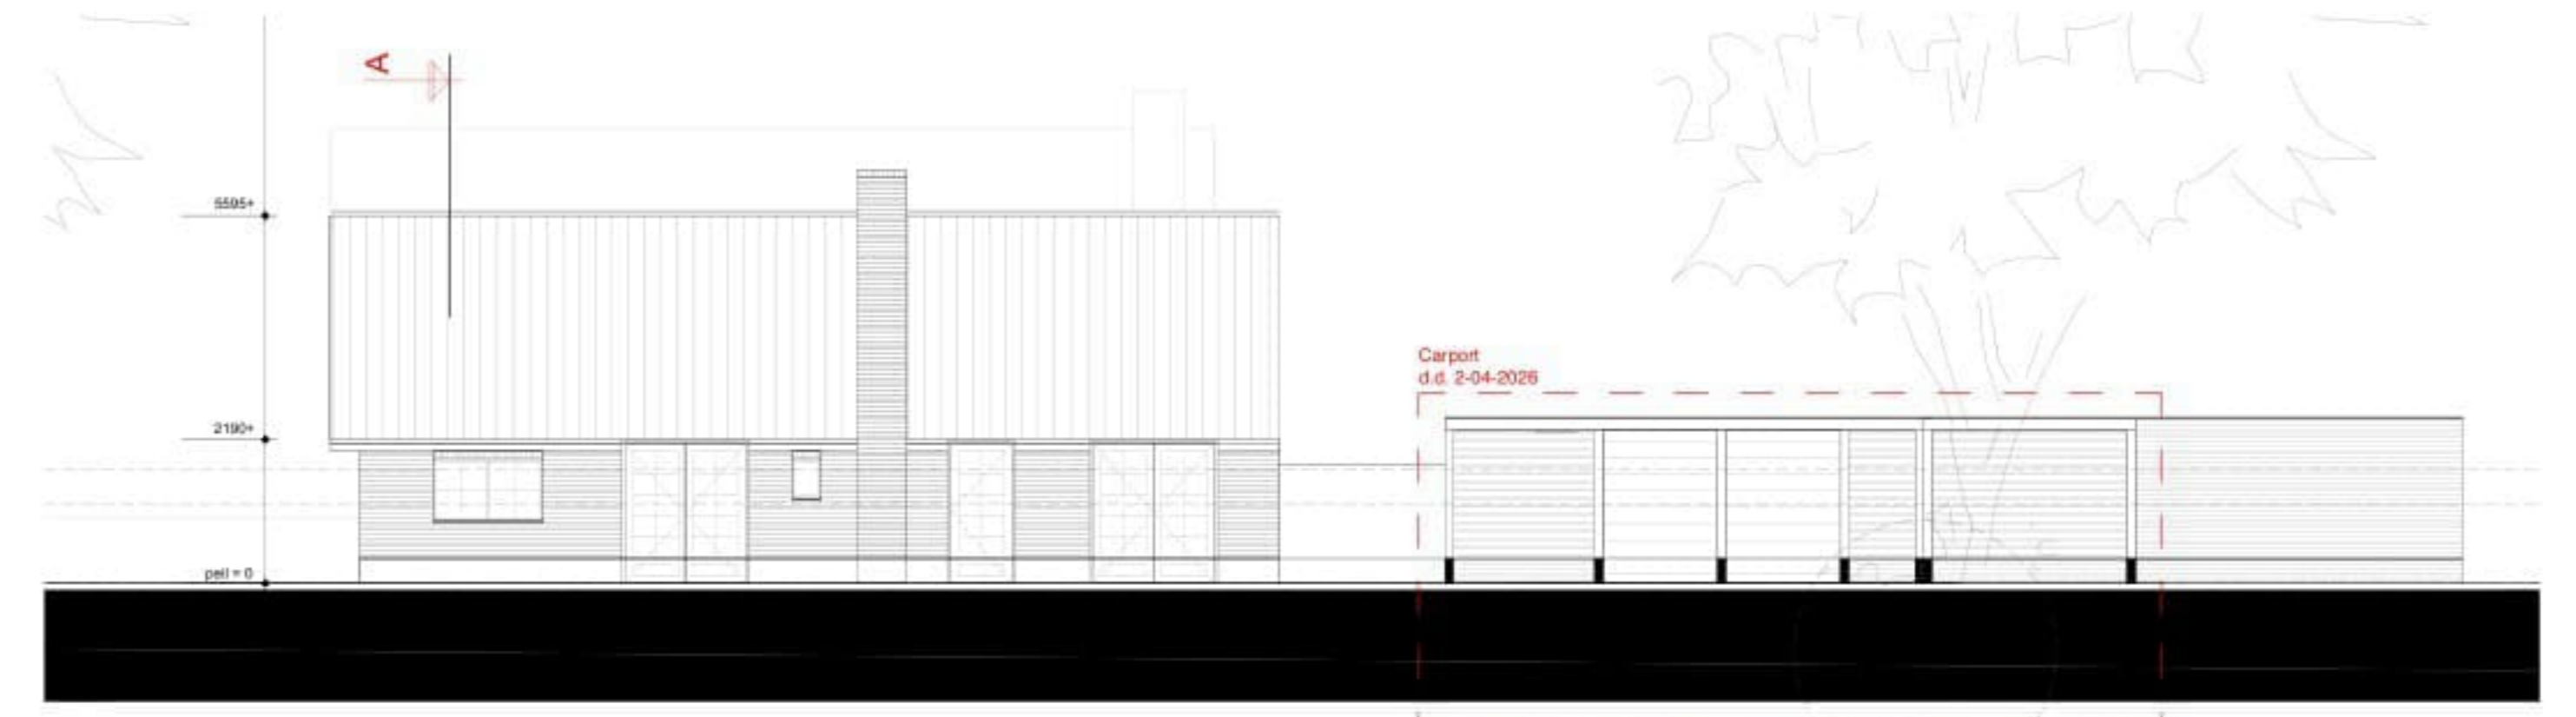 A
5595+
Carport
d.d. 2-04-2026
2190+
peil = 0